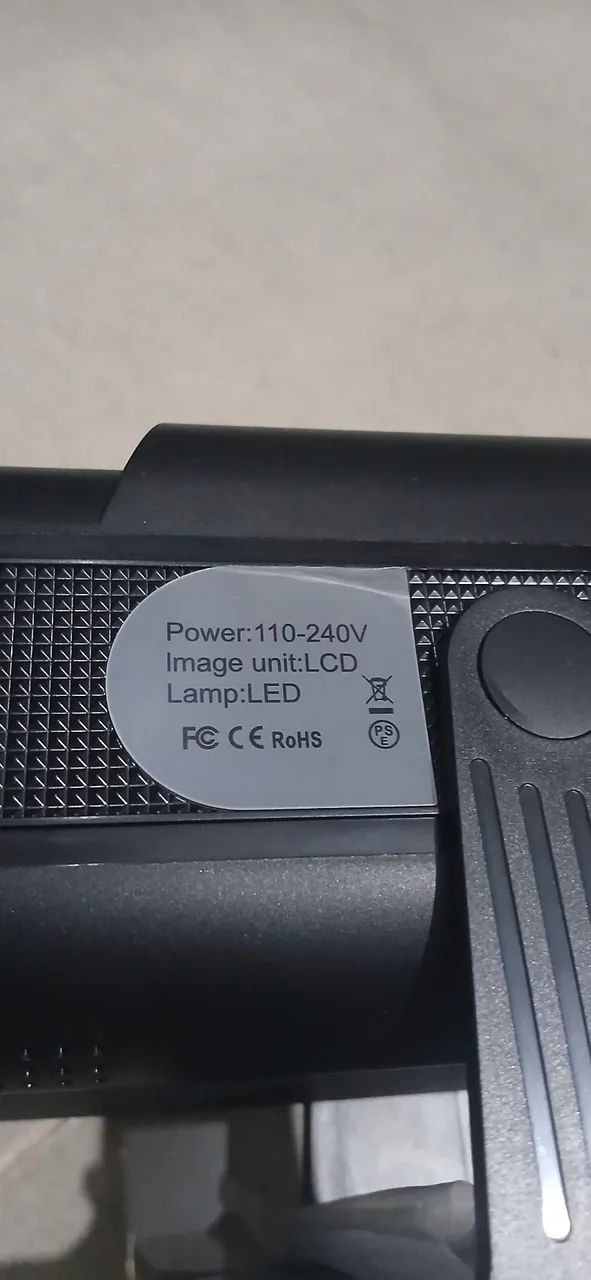 Power:110-240V
Image unit:LCD
Lamp:LED
FC CE RoHS
PS
E